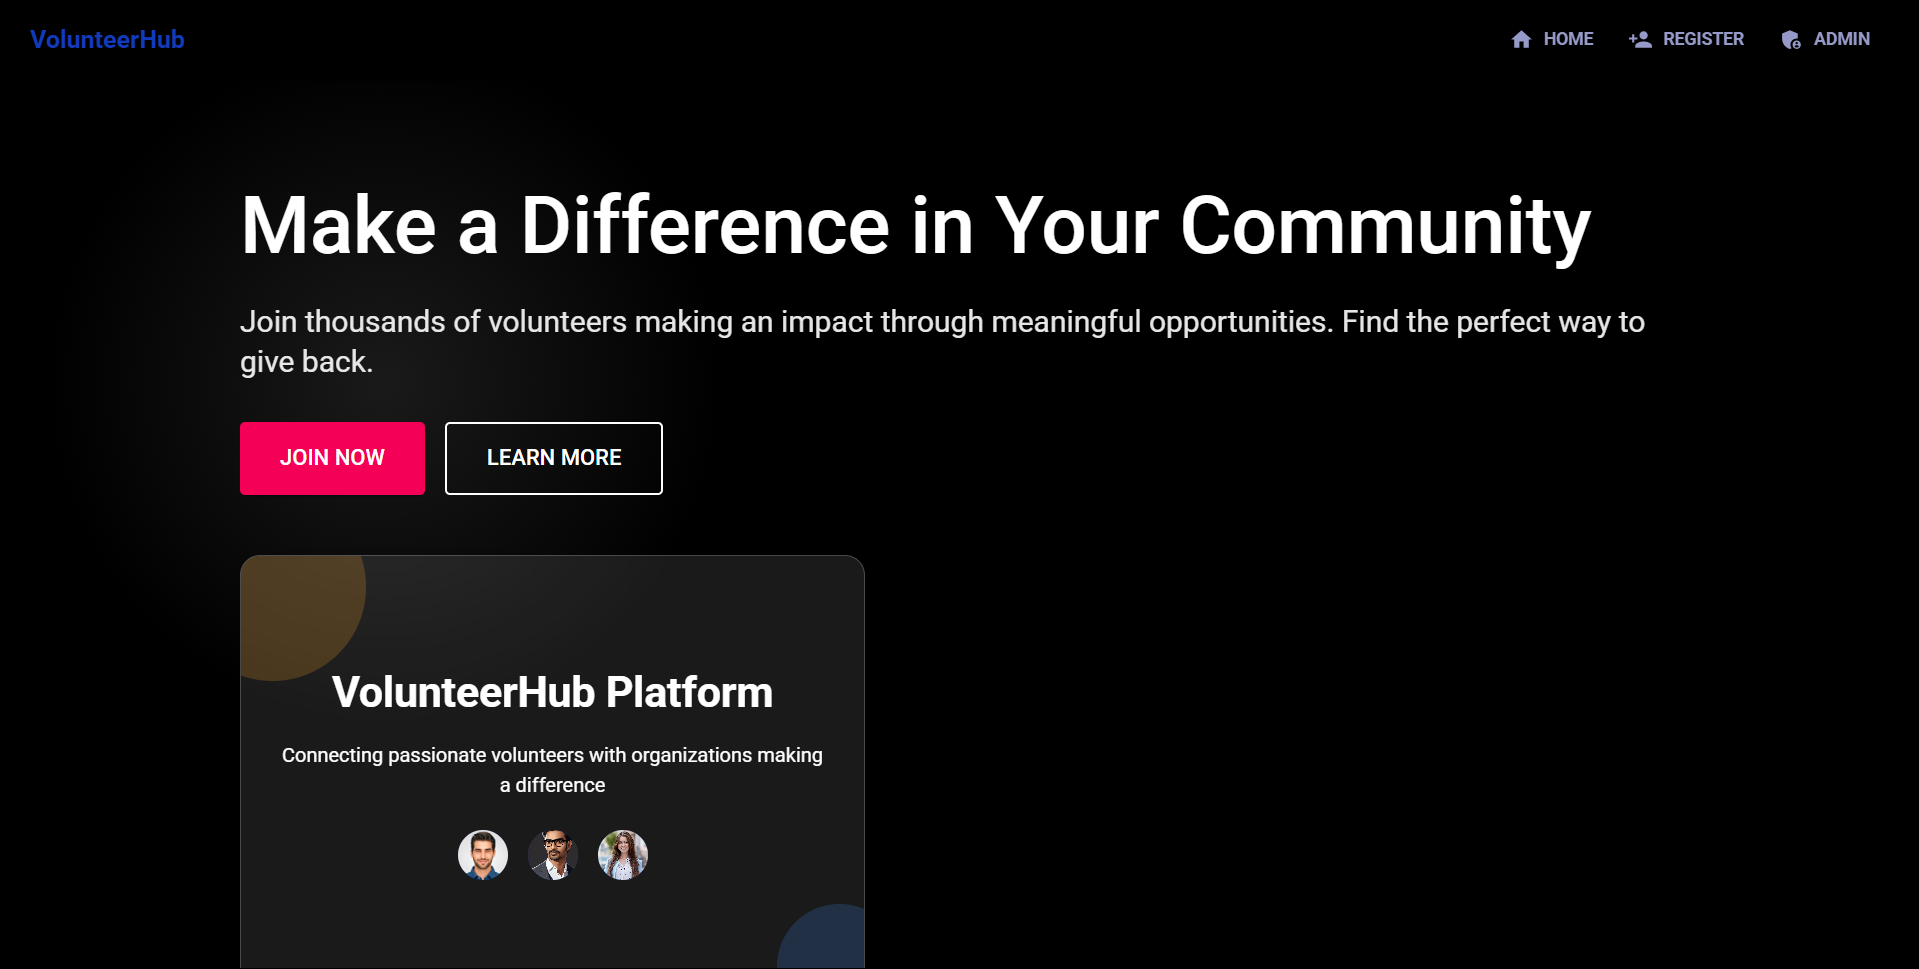 VolunteerHub
HOME
REGISTER
ADMIN
Make a Difference in Your Community
Join thousands of volunteers making an impact through meaningful opportunities. Find the perfect way to
give back.
JOIN NOW
LEARN MORE
VolunteerHub Platform
Connecting passionate volunteers with organizations making
a difference